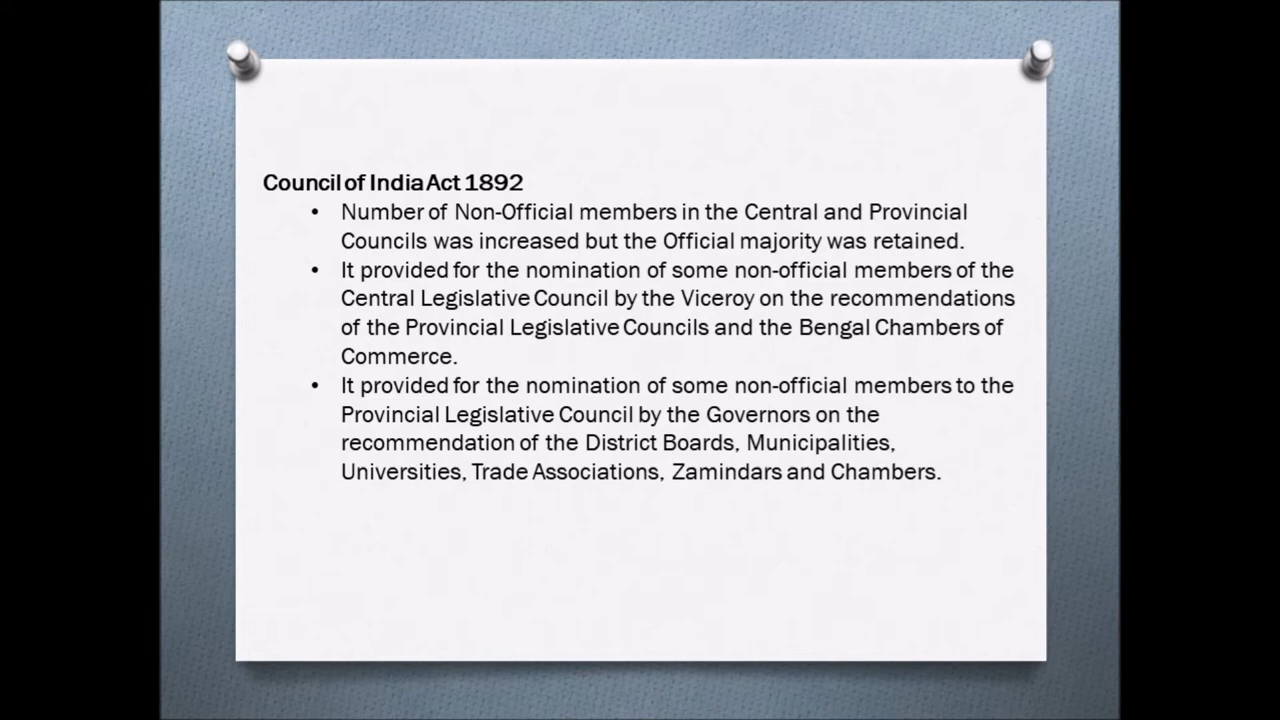 Council of India Act 1892
• Number of Non-Official members in the Central and Provincial
Councils was increased but the Official majority was retained.
• It provided for the nomination of some non-official members of the
Central Legislative Council by the Viceroy on the recommendations
of the Provincial Legislative Councils and the Bengal Chambers of
Commerce.
• It provided for the nomination of some non-official members to the
Provincial Legislative Council by the Governors on the
recommendation of the District Boards, Municipalities,
Universities, Trade Associations, Zamindars and Chambers.